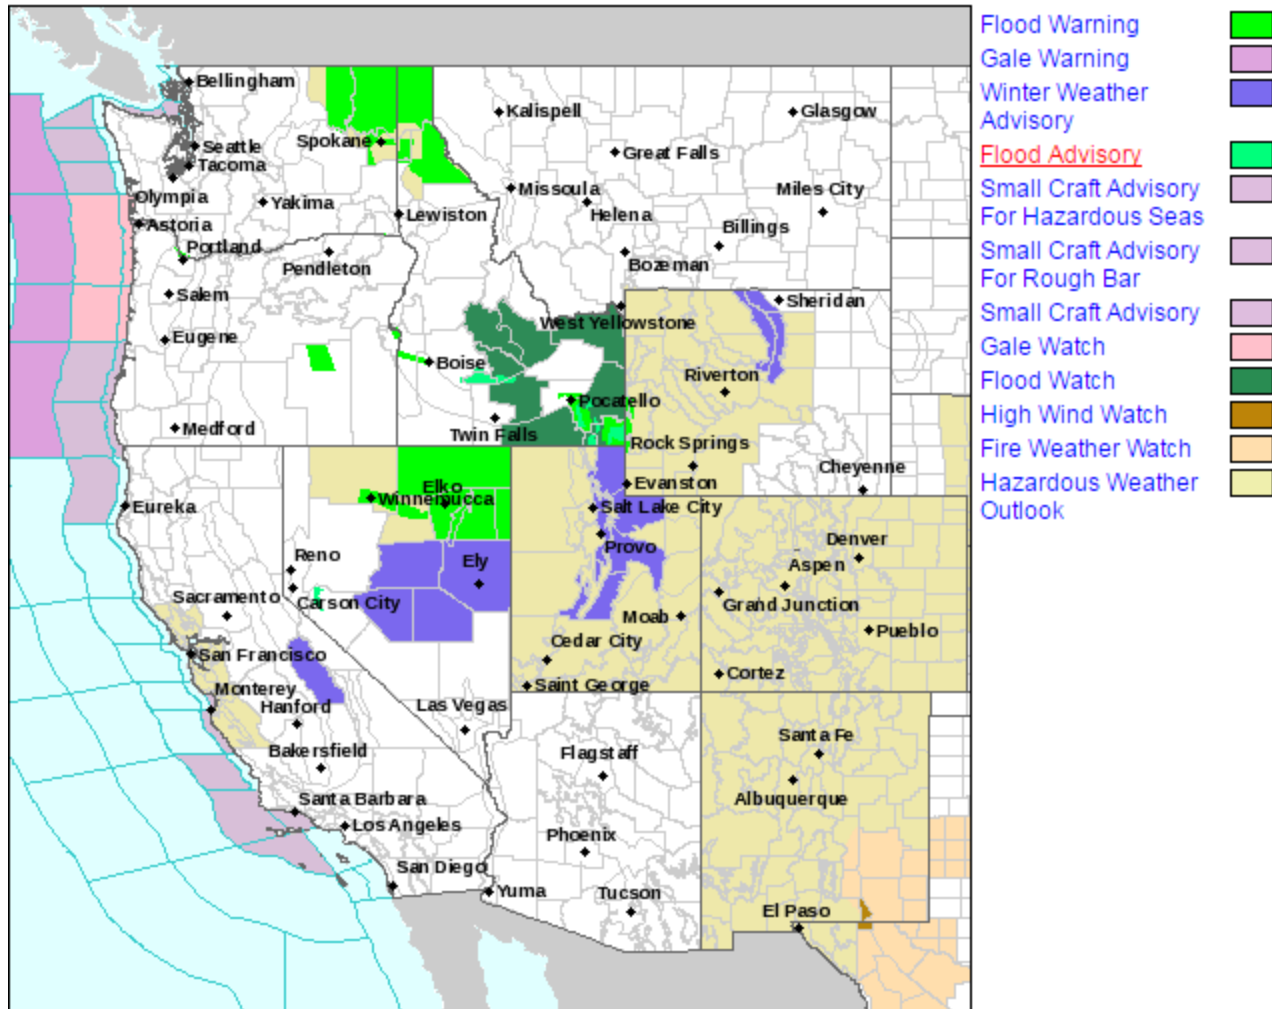 Bellingham
Kalispell
Glasgow
Seattle
Spokane
Great Falls
Tacoma
Olympia
Missoula
Miles City
Yakima
Helena
Lewiston
Astoria
Billings
Portland
Pendleton
Bozeman
Salem
Sheridan
West Yellowstone
Eugene
Boise
Riverton
Pocatello
Medford
Twin Falls
Rock Springs
Cheyenne
Elko
Evanston
Winnemucca
Eureka
Salt Lake City
Denver
Reno
Provo
Ely
Aspen
Sacramento
Carson City
Grand Junction
Moab
Pueblo
Cedar City
San Francisco
Cortez
Saint George
Monterey
Hanford
Las Vegas
Santa Fe
Bakersfield
Flagstaff
Santa Barbara
Albuquerque
Los Angeles
Phoenix
San Diego
Yuma
Tucson
El Paso
Flood Warning
Gale Warning
Winter Weather
Advisory
Flood Advisory
Small Craft Advisory
For Hazardous Seas
Small Craft Advisory
For Rough Bar
Small Craft Advisory
Gale Watch
Flood Watch
High Wind Watch
Fire Weather Watch
Hazardous Weather
Outlook